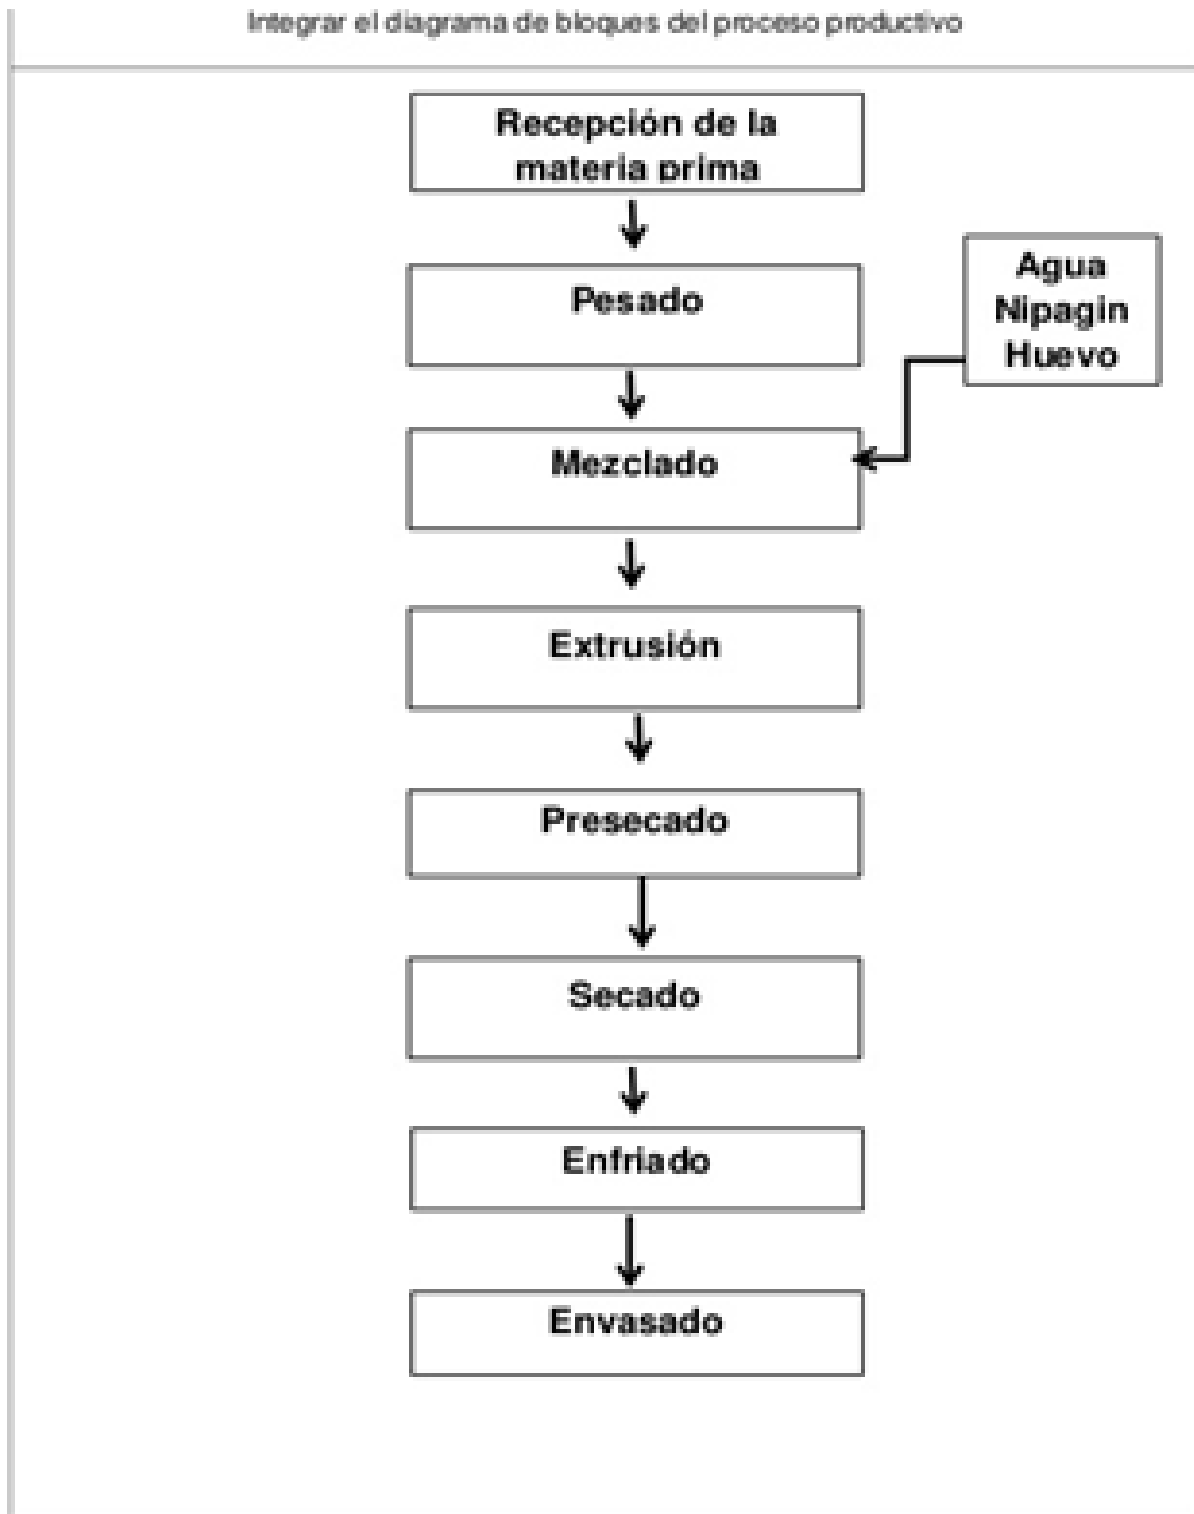 Integrar el diagrama de bloques del proceso productivo
Recepción de la
materia prima
Pesado
Agua
Nipagin
Huevo
Mezclado
Extrusión
Presecado
Secado
Enfriado
Envasado